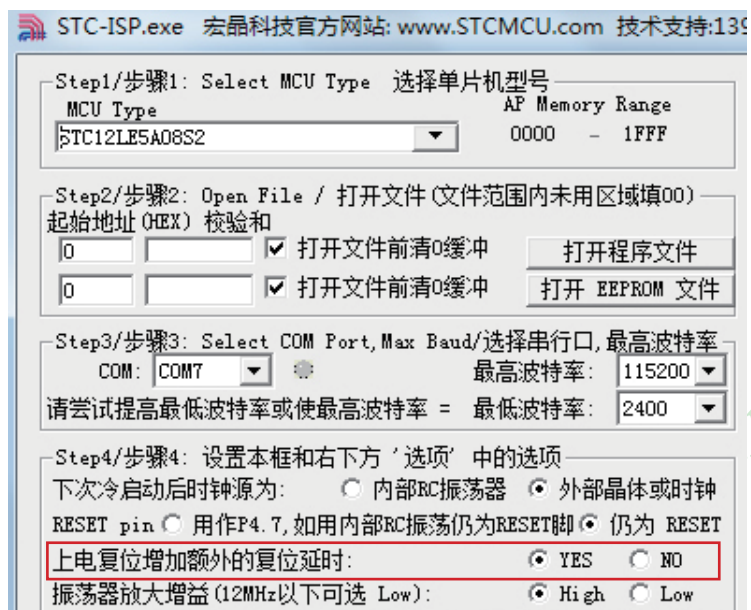 STC-ISP.exe 宏晶科技官方网站: www.STCMCU.com 技术支持:139
Step1/步骤1: Select MCU Type 选择单片机型号
MCU Type AP Memory Range
STC12LE5A08S2 0000 - 1FFF
Step2/步骤2: Open File / 打开文件(文件范围内未用区域填00)
起始地址(HEX) 校验和
0 打开文件前清0缓冲 打开程序文件
0 打开文件前清0缓冲 打开 EEPROM 文件
Step3/步骤3: Select COM Port,Max Baud/选择串行口,最高波特率
COM: COM7 最高波特率: 115200
请尝试提高最低波特率或使最高波特率 = 最低波特率: 2400
Step4/步骤4: 设置本框和右下方 '选项' 中的选项
下次冷启动后时钟源为: 内部RC振荡器 外部晶体或时钟
RESET pin 用作P4.7,如用内部RC振荡仍为RESET脚 仍为 RESET
上电复位增加额外的复位延时: YES NO
振荡器放大增益(12MHz以下可选 Low): High Low